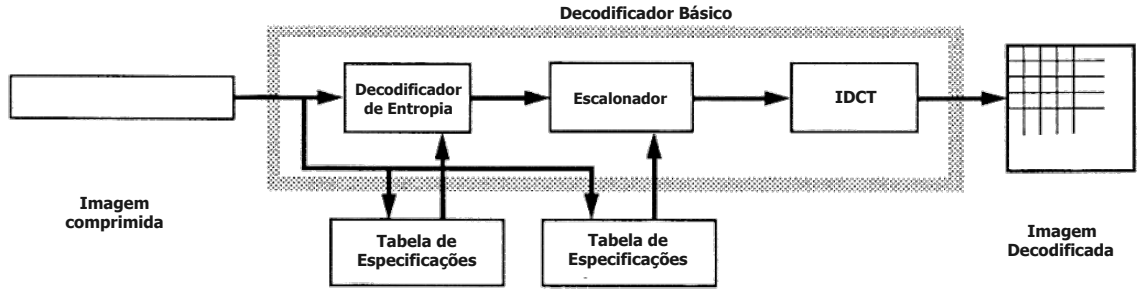 Decodificador Básico
Decodificador
de Entropia
Escalonador
IDCT
Imagem
comprimida
Tabela de
Especificações
Tabela de
Especificações
Imagem
Decodificada